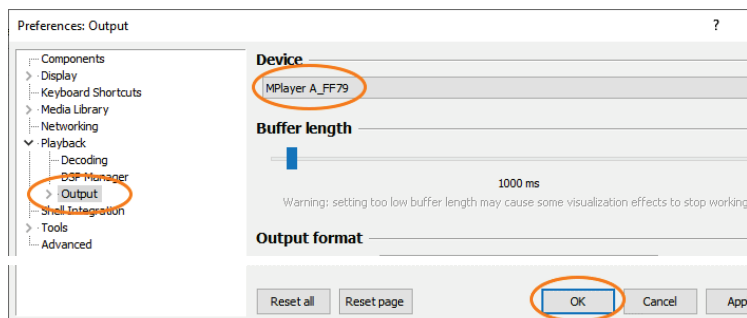 Preferences: Output
?
Components
Display
Keyboard Shortcuts
Media Library
Networking
Playback
Decoding
DSP Manager
Output
Shell Integration
Tools
Advanced
Device
MPlayer A_FF79
Buffer length
1000 ms
Warning: setting too low buffer length may cause some visualization effects to stop working
Output format
Reset all
Reset page
OK
Cancel
App